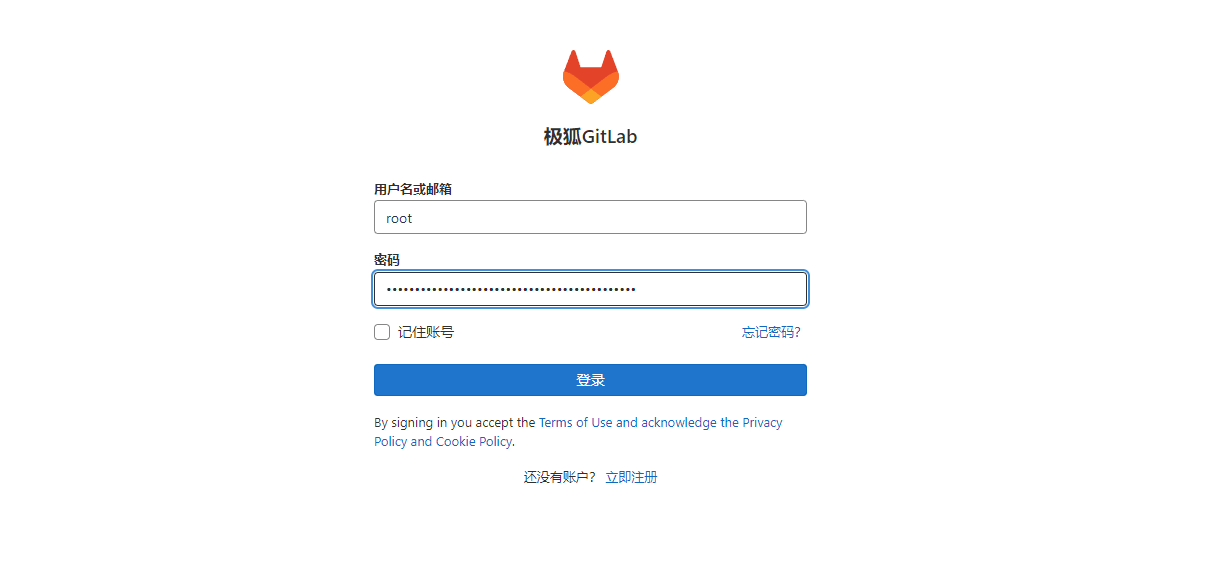 极狐GitLab
用户名或邮箱
root
密码
••••••••••••••••••••••••••••••••••••••••••••
记住账号
忘记密码？
登录
By signing in you accept the Terms of Use and acknowledge the Privacy
Policy and Cookie Policy.
还没有账户？ 立即注册